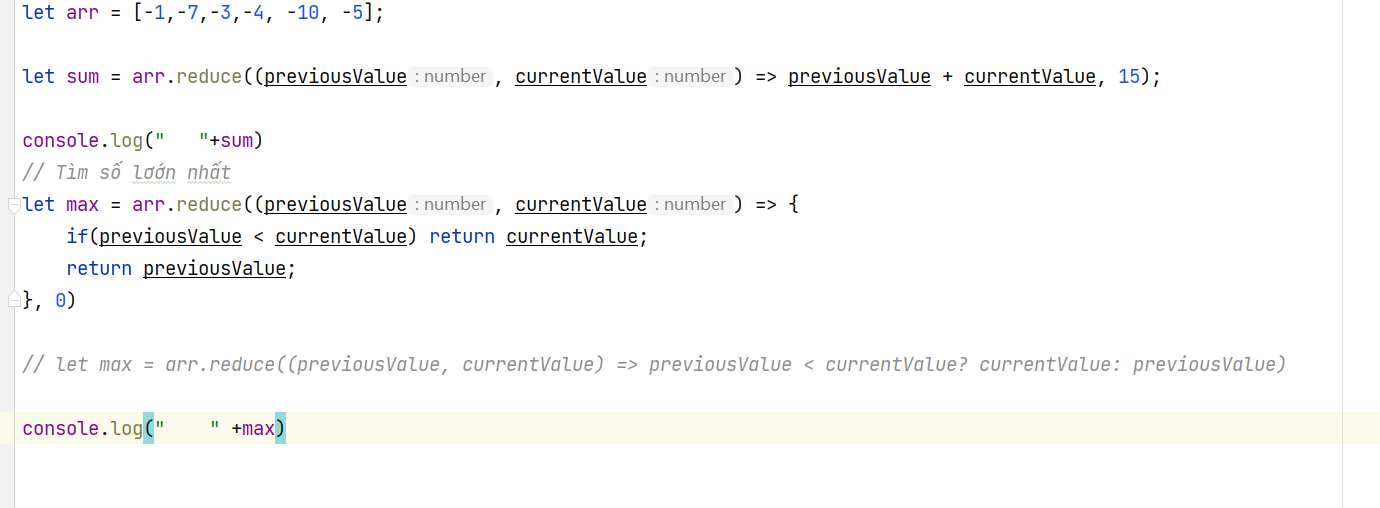 let arr = [-1,-7,-3,-4, -10, -5];
let sum = arr.reduce((previousValue : number , currentValue : number ) => previousValue + currentValue, 15);
console.log("   "+sum)
// Tìm số lơớn nhất
let max = arr.reduce((previousValue : number , currentValue : number ) => {
    if(previousValue < currentValue) return currentValue;
    return previousValue;
}, 0)
// let max = arr.reduce((previousValue, currentValue) => previousValue < currentValue? currentValue: previousValue)
console.log("    " +max)